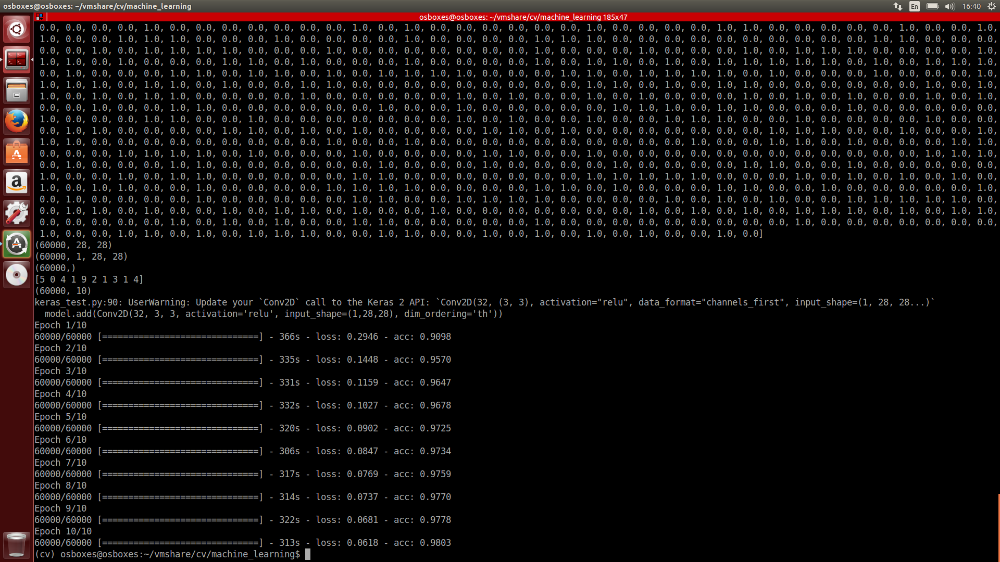 osboxes@osboxes: ~/vmshare/cv/machine_learning
En
16:40
osboxes@osboxes: ~/vmshare/cv/machine_learning 185x47
0.0, 0.0, 0.0, 0.0, 1.0, 0.0, 0.0, 0.0, 0.0, 0.0, 0.0, 0.0, 1.0, 0.0, 1.0, 0.0, 0.0, 0.0, 0.0, 0.0, 0.0, 1.0, 0.0, 0.0, 0.0, 0.0, 1.0, 1.0, 0.0, 0.0, 0.0, 0.0, 0.0, 1.0, 0.0, 0.0, 1.0,
1.0, 0.0, 0.0, 1.0, 1.0, 1.0, 0.0, 0.0, 0.0, 1.0, 0.0, 0.0, 0.0, 0.0, 1.0, 0.0, 0.0, 0.0, 0.0, 1.0, 1.0, 1.0, 0.0, 0.0, 0.0, 0.0, 0.0, 0.0, 0.0, 0.0, 0.0, 0.0, 1.0, 1.0, 0.0, 0.0, 0.0,
0.0, 0.0, 1.0, 0.0, 1.0, 1.0, 1.0, 1.0, 0.0, 0.0, 0.0, 1.0, 0.0, 0.0, 0.0, 0.0, 0.0, 0.0, 0.0, 1.0, 0.0, 0.0, 0.0, 1.0, 0.0, 0.0, 0.0, 1.0, 0.0, 1.0, 1.0, 1.0, 0.0, 0.0, 0.0, 0.0, 1.0,
1.0, 1.0, 0.0, 1.0, 0.0, 0.0, 0.0, 1.0, 1.0, 0.0, 1.0, 0.0, 0.0, 0.0, 1.0, 0.0, 0.0, 0.0, 0.0, 1.0, 1.0, 0.0, 1.0, 1.0, 0.0, 1.0, 1.0, 1.0, 1.0, 1.0, 0.0, 1.0, 0.0, 0.0, 1.0, 0.0, 1.0,
0.0, 1.0, 0.0, 1.0, 1.0, 1.0, 0.0, 1.0, 1.0, 1.0, 0.0, 1.0, 0.0, 1.0, 1.0, 1.0, 1.0, 0.0, 0.0, 0.0, 1.0, 1.0, 0.0, 1.0, 1.0, 1.0, 1.0, 0.0, 1.0, 0.0, 0.0, 0.0, 1.0, 0.0, 0.0, 1.0, 0.0,
1.0, 1.0, 0.0, 1.0, 1.0, 1.0, 0.0, 1.0, 0.0, 0.0, 1.0, 1.0, 0.0, 0.0, 0.0, 0.0, 0.0, 0.0, 0.0, 0.0, 0.0, 1.0, 1.0, 0.0, 1.0, 0.0, 1.0, 1.0, 0.0, 0.0, 0.0, 0.0, 0.0, 0.0, 1.0, 0.0, 1.0,
1.0, 0.0, 0.0, 1.0, 1.0, 1.0, 0.0, 0.0, 0.0, 0.0, 1.0, 0.0, 0.0, 0.0, 0.0, 0.0, 1.0, 0.0, 1.0, 0.0, 0.0, 1.0, 0.0, 1.0, 0.0, 0.0, 0.0, 1.0, 0.0, 1.0, 0.0, 1.0, 0.0, 0.0, 1.0, 0.0, 1.0,
0.0, 0.0, 1.0, 0.0, 0.0, 1.0, 1.0, 0.0, 0.0, 0.0, 0.0, 0.0, 0.0, 1.0, 0.0, 0.0, 1.0, 0.0, 0.0, 0.0, 0.0, 0.0, 1.0, 1.0, 1.0, 0.0, 1.0, 1.0, 0.0, 0.0, 0.0, 1.0, 0.0, 0.0, 0.0, 0.0, 0.0,
1.0, 0.0, 0.0, 0.0, 1.0, 1.0, 0.0, 0.0, 1.0, 0.0, 0.0, 0.0, 0.0, 0.0, 0.0, 0.0, 1.0, 1.0, 0.0, 1.0, 0.0, 1.0, 0.0, 0.0, 1.0, 1.0, 1.0, 0.0, 0.0, 1.0, 0.0, 0.0, 0.0, 1.0, 0.0, 0.0, 0.0,
0.0, 1.0, 1.0, 0.0, 0.0, 0.0, 0.0, 1.0, 1.0, 0.0, 1.0, 0.0, 1.0, 0.0, 0.0, 0.0, 0.0, 1.0, 1.0, 0.0, 1.0, 0.0, 0.0, 0.0, 0.0, 0.0, 0.0, 0.0, 1.0, 1.0, 1.0, 0.0, 0.0, 1.0, 0.0, 0.0, 1.0,
1.0, 1.0, 0.0, 0.0, 0.0, 0.0, 0.0, 0.0, 0.0, 0.0, 0.0, 1.0, 0.0, 0.0, 1.0, 0.0, 0.0, 0.0, 0.0, 0.0, 0.0, 0.0, 0.0, 0.0, 0.0, 1.0, 0.0, 0.0, 1.0, 1.0, 0.0, 1.0, 0.0, 0.0, 0.0, 1.0, 1.0,
0.0, 0.0, 0.0, 1.0, 1.0, 1.0, 1.0, 0.0, 1.0, 0.0, 0.0, 0.0, 1.0, 1.0, 0.0, 0.0, 0.0, 1.0, 1.0, 0.0, 0.0, 1.0, 0.0, 0.0, 0.0, 0.0, 0.0, 0.0, 1.0, 0.0, 0.0, 0.0, 0.0, 0.0, 1.0, 1.0, 1.0,
0.0, 1.0, 0.0, 0.0, 0.0, 1.0, 1.0, 0.0, 0.0, 0.0, 0.0, 0.0, 0.0, 1.0, 0.0, 0.0, 0.0, 1.0, 0.0, 0.0, 0.0, 0.0, 1.0, 0.0, 0.0, 0.0, 0.0, 1.0, 1.0, 0.0, 0.0, 1.0, 0.0, 0.0, 0.0, 0.0, 0.0,
1.0, 0.0, 0.0, 1.0, 0.0, 1.0, 1.0, 0.0, 0.0, 0.0, 0.0, 0.0, 1.0, 1.0, 0.0, 0.0, 0.0, 0.0, 0.0, 0.0, 0.0, 1.0, 1.0, 1.0, 1.0, 1.0, 0.0, 0.0, 0.0, 1.0, 0.0, 1.0, 0.0, 1.0, 0.0, 1.0, 0.0,
1.0, 0.0, 1.0, 1.0, 0.0, 0.0, 1.0, 0.0, 0.0, 0.0, 0.0, 1.0, 1.0, 1.0, 0.0, 0.0, 0.0, 0.0, 0.0, 1.0, 1.0, 0.0, 1.0, 0.0, 0.0, 0.0, 1.0, 1.0, 0.0, 0.0, 1.0, 0.0, 0.0, 0.0, 0.0, 0.0, 1.0,
0.0, 1.0, 0.0, 0.0, 0.0, 0.0, 1.0, 0.0, 0.0, 0.0, 0.0, 0.0, 1.0, 1.0, 0.0, 0.0, 1.0, 1.0, 1.0, 1.0, 0.0, 0.0, 0.0, 0.0, 1.0, 0.0, 1.0, 0.0, 1.0, 0.0, 0.0, 1.0, 1.0, 1.0, 1.0, 1.0, 0.0,
0.0, 1.0, 1.0, 0.0, 1.0, 0.0, 0.0, 1.0, 0.0, 1.0, 1.0, 0.0, 1.0, 1.0, 0.0, 1.0, 0.0, 0.0, 0.0, 0.0, 0.0, 0.0, 0.0, 1.0, 0.0, 1.0, 0.0, 1.0, 0.0, 1.0, 1.0, 1.0, 0.0, 1.0, 0.0, 1.0, 1.0,
0.0, 0.0, 0.0, 0.0, 0.0, 1.0, 0.0, 1.0, 0.0, 1.0, 0.0, 0.0, 1.0, 1.0, 0.0, 0.0, 0.0, 0.0, 0.0, 1.0, 0.0, 0.0, 0.0, 0.0, 0.0, 0.0, 0.0, 0.0, 0.0, 1.0, 0.0, 0.0, 0.0, 0.0, 0.0, 0.0, 0.0,
1.0, 0.0, 0.0, 1.0, 1.0, 0.0, 1.0, 0.0, 1.0, 1.0, 1.0, 0.0, 0.0, 1.0, 1.0, 0.0, 0.0, 1.0, 0.0, 1.0, 0.0, 1.0, 0.0, 1.0, 0.0, 0.0, 1.0, 0.0]
(60000, 28, 28)
(60000, 1, 28, 28)
(60000,)
[5 0 4 1 9 2 1 3 1 4]
(60000, 10)
keras_test.py:90: UserWarning: Update your `Conv2D` call to the Keras 2 API: `Conv2D(32, (3, 3), activation="relu", data_format="channels_first", input_shape=(1, 28, 28...)`
model.add(Conv2D(32, 3, 3, activation='relu', input_shape=(1,28,28), dim_ordering='th'))
Epoch 1/10
60000/60000 [==============================] - 366s - loss: 0.2946 - acc: 0.9098
Epoch 2/10
60000/60000 [==============================] - 335s - loss: 0.1448 - acc: 0.9570
Epoch 3/10
60000/60000 [==============================] - 331s - loss: 0.1159 - acc: 0.9647
Epoch 4/10
60000/60000 [==============================] - 332s - loss: 0.1027 - acc: 0.9678
Epoch 5/10
60000/60000 [==============================] - 320s - loss: 0.0902 - acc: 0.9725
Epoch 6/10
60000/60000 [==============================] - 306s - loss: 0.0847 - acc: 0.9734
Epoch 7/10
60000/60000 [==============================] - 317s - loss: 0.0769 - acc: 0.9759
Epoch 8/10
60000/60000 [==============================] - 314s - loss: 0.0737 - acc: 0.9770
Epoch 9/10
60000/60000 [==============================] - 322s - loss: 0.0681 - acc: 0.9778
Epoch 10/10
60000/60000 [==============================] - 313s - loss: 0.0618 - acc: 0.9803
(cv) osboxes@osboxes:~/vmshare/cv/machine_learning$